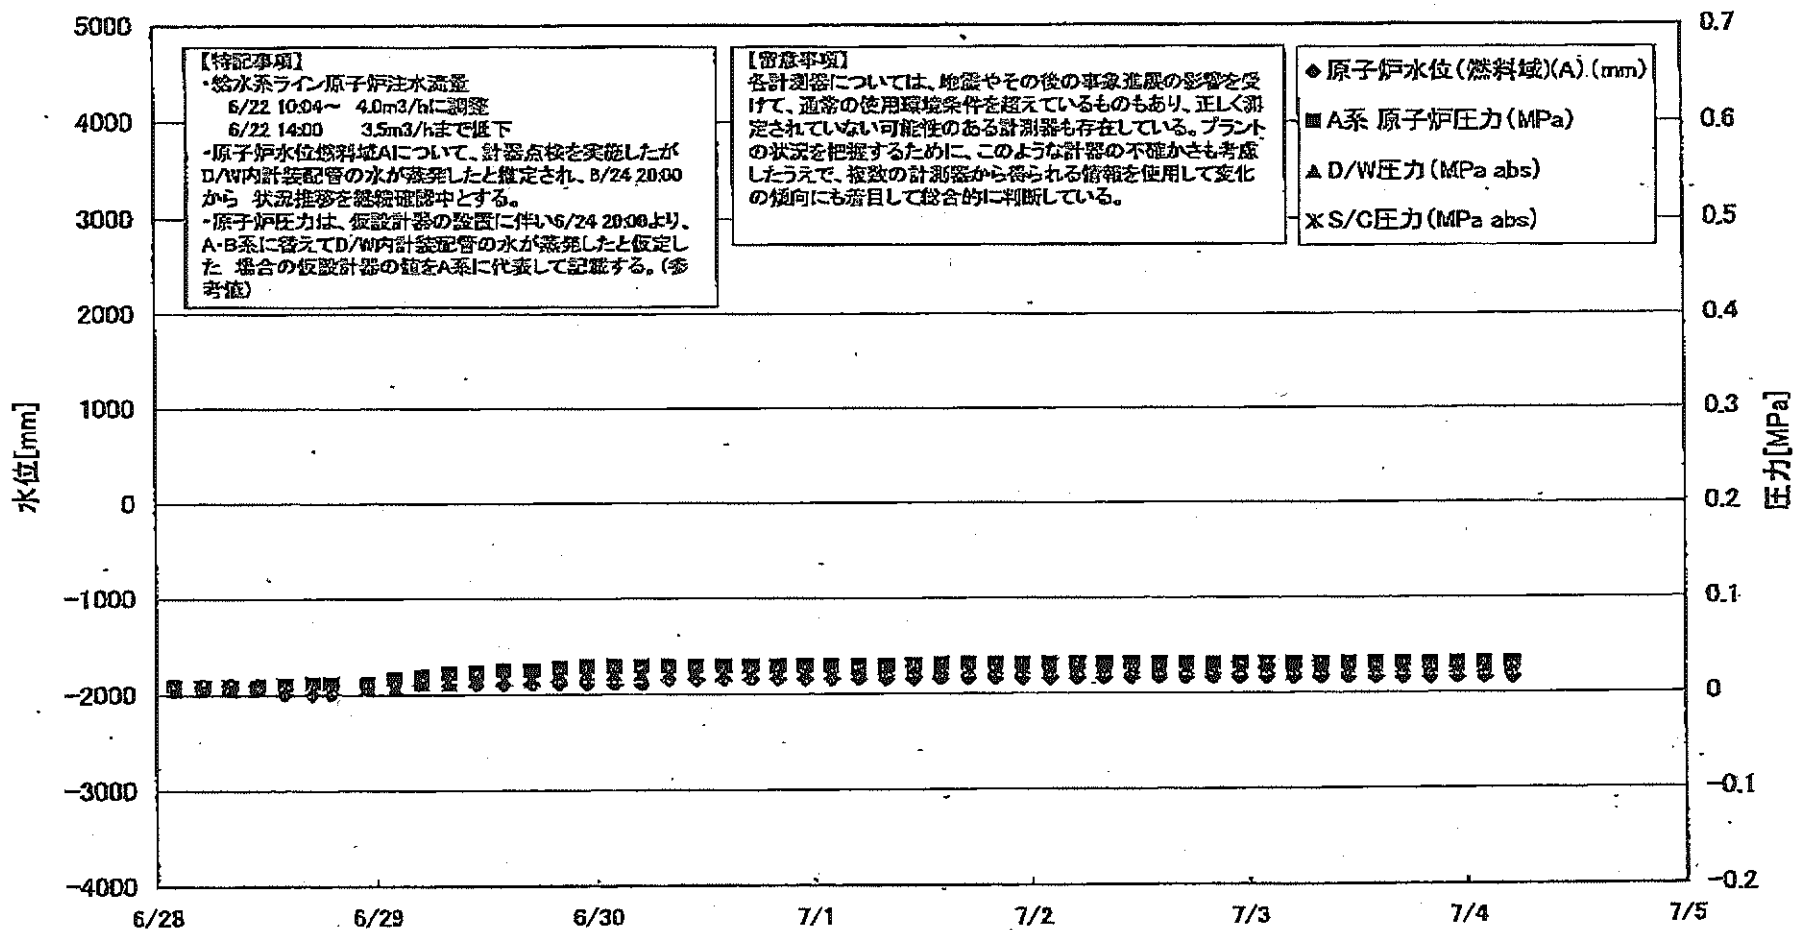 5000
4000
3000
2000
1000
0
-1000
-2000
-3000
-4000
水位[mm]
【特記事項】
・給水系ライン原子炉注水流量
6/22 10:04～ 4.0m3/hに調整
6/22 14:00 3.5m3/hまで低下
・原子炉水位燃料域Aについて、計器点検を実施したが
D/W内計装配管の水が蒸発したと推定され、6/24 20:00
から 状況推移を継続確認中とする。
・原子炉圧力は、仮設計器の設置に伴い6/24 20:00より、
A・B系に替えてD/W内計装配管の水が蒸発したと仮定し
た 場合の仮設計器の値をA系に代表して記載する。(参
考値)
【留意事項】
各計測器については、地震やその後の事象進展の影響を受
けて、通常の使用環境条件を超えているものもあり、正しく測
定されていない可能性のある計測器も存在している。プラント
の状況を把握するために、このような計器の不確かさも考慮
したうえで、複数の計測器から得られる情報を使用して変化
の傾向にも着目して総合的に判断している。
◆原子炉水位(燃料域)(A) (mm)
■A系 原子炉圧力(MPa)
▲D/W圧力(MPa abs)
×S/C圧力(MPa abs)
0.7
0.6
0.5
0.4
0.3
0.2
0.1
0
-0.1
-0.2
圧力[MPa]
6/28
6/29
6/30
7/1
7/2
7/3
7/4
7/5